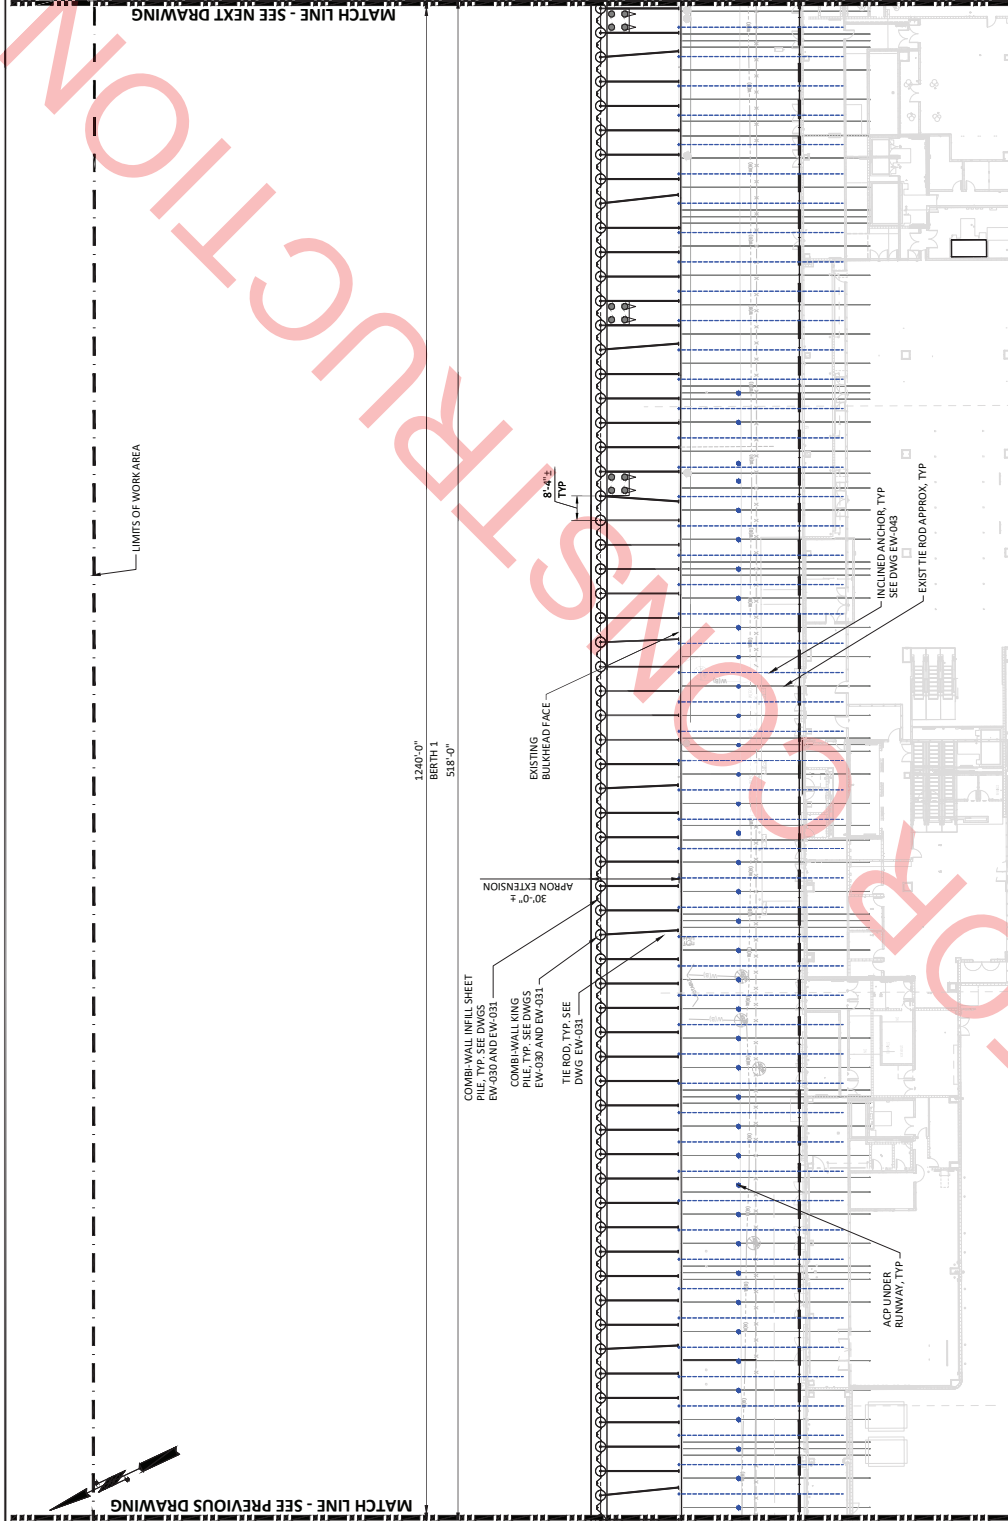 MATCH LINE - SEE NEXT DRAWING
LIMITS OF WORK AREA
8'-4" ±
TYP
1240'-0"
BERTH 1
518'-0"
EXISTING
BULKHEAD FACE
INCLINED ANCHOR, TYP
SEE DWG EW-043
EXIST TIE ROD APPROX, TYP
30'-0" ±
APRON EXTENSION
COMBI-WALL INFILL SHEET
PILE, TYP. SEE DWGS
EW-030 AND EW-031
COMBI-WALL KING
PILE, TYP. SEE DWGS
EW-030 AND EW-031
TIE ROD, TYP. SEE
DWG EW-031
ACP UNDER
RUNWAY, TYP
MATCH LINE - SEE PREVIOUS DRAWING
OR CONSTRUCTION